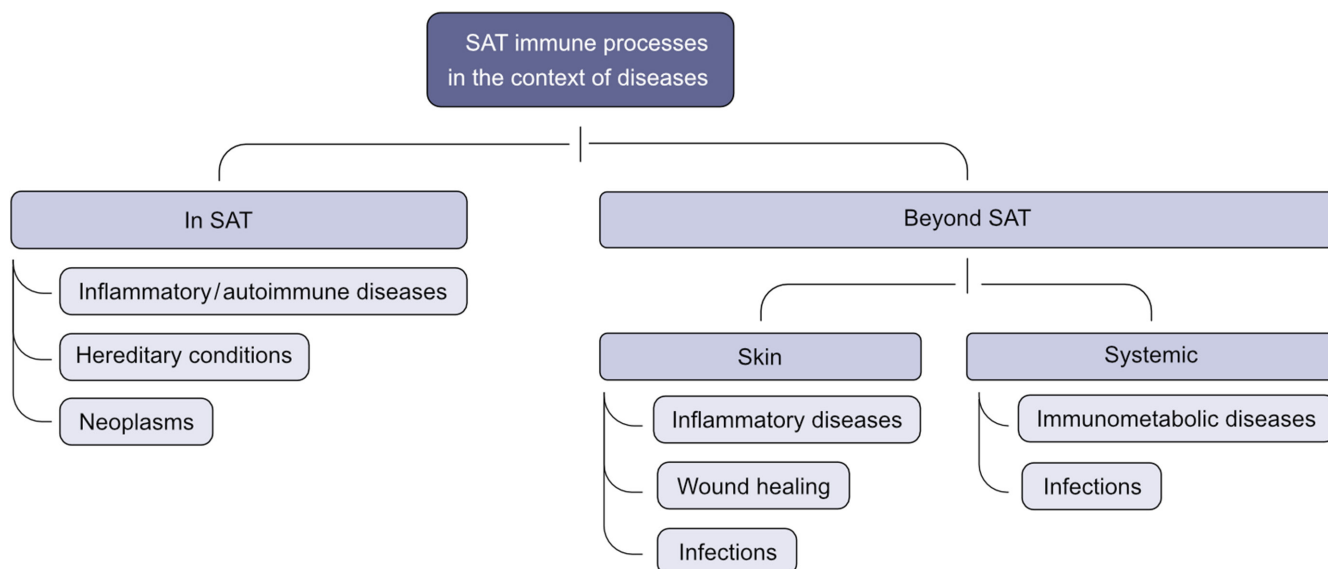 SAT immune processes
in the context of diseases
In SAT
Beyond SAT
Inflammatory/autoimmune diseases
Hereditary conditions
Neoplasms
Skin
Systemic
Inflammatory diseases
Wound healing
Infections
Immunometabolic diseases
Infections